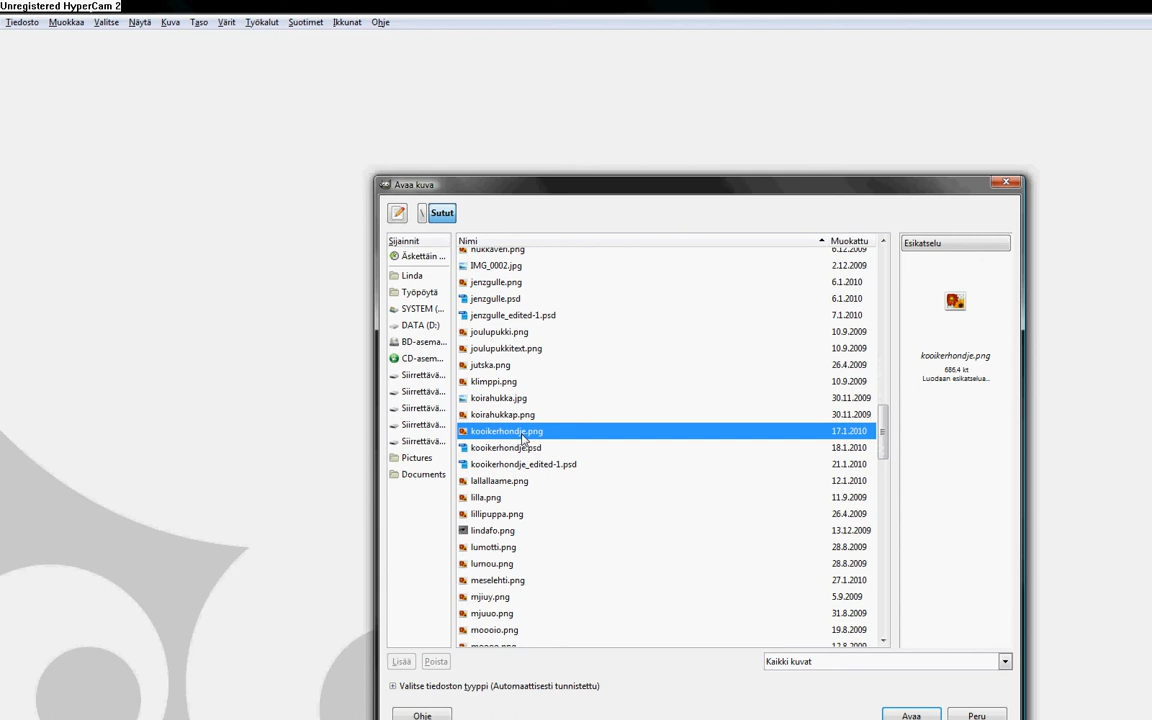 Unregistered HyperCam 2
Tiedosto Muokkaa Valitse Näytä Kuva Taso Värit Työkalut Suotimet Ikkunat Ohje
Avaa kuva
\ Sutut
Sijainnit
Äskettäin ...
Linda
Työpöytä
SYSTEM (...
DATA (D:)
BD-asema...
CD-asem...
Siirrettävä...
Siirrettävä...
Siirrettävä...
Siirrettävä...
Siirrettävä...
Pictures
Documents
Nimi Muokattu
hukkaven.png 6.12.2009
IMG_0002.jpg 2.12.2009
jenzgulle.png 6.1.2010
jenzgulle.psd 6.1.2010
jenzgulle_edited-1.psd 7.1.2010
joulupukki.png 10.9.2009
joulupukkitext.png 10.9.2009
jutska.png 26.4.2009
klimppi.png 10.9.2009
koirahukka.jpg 30.11.2009
koirahukkap.png 30.11.2009
kooikerhondje.png 17.1.2010
kooikerhondje.psd 18.1.2010
kooikerhondje_edited-1.psd 21.1.2010
lallallaame.png 12.1.2010
lilla.png 11.9.2009
lillipuppa.png 26.4.2009
lindafo.png 13.12.2009
lumotti.png 28.8.2009
lumou.png 28.8.2009
meselehti.png 27.1.2010
mjiuy.png 5.9.2009
mjuuo.png 31.8.2009
moooio.png 19.8.2009
Esikatselu
kooikerhondje.png
686,4 kt
Luodaan esikatselua...
Lisää Poista
Kaikki kuvat
Valitse tiedoston tyyppi (Automaattisesti tunnistettu)
Ohje Avaa Peru